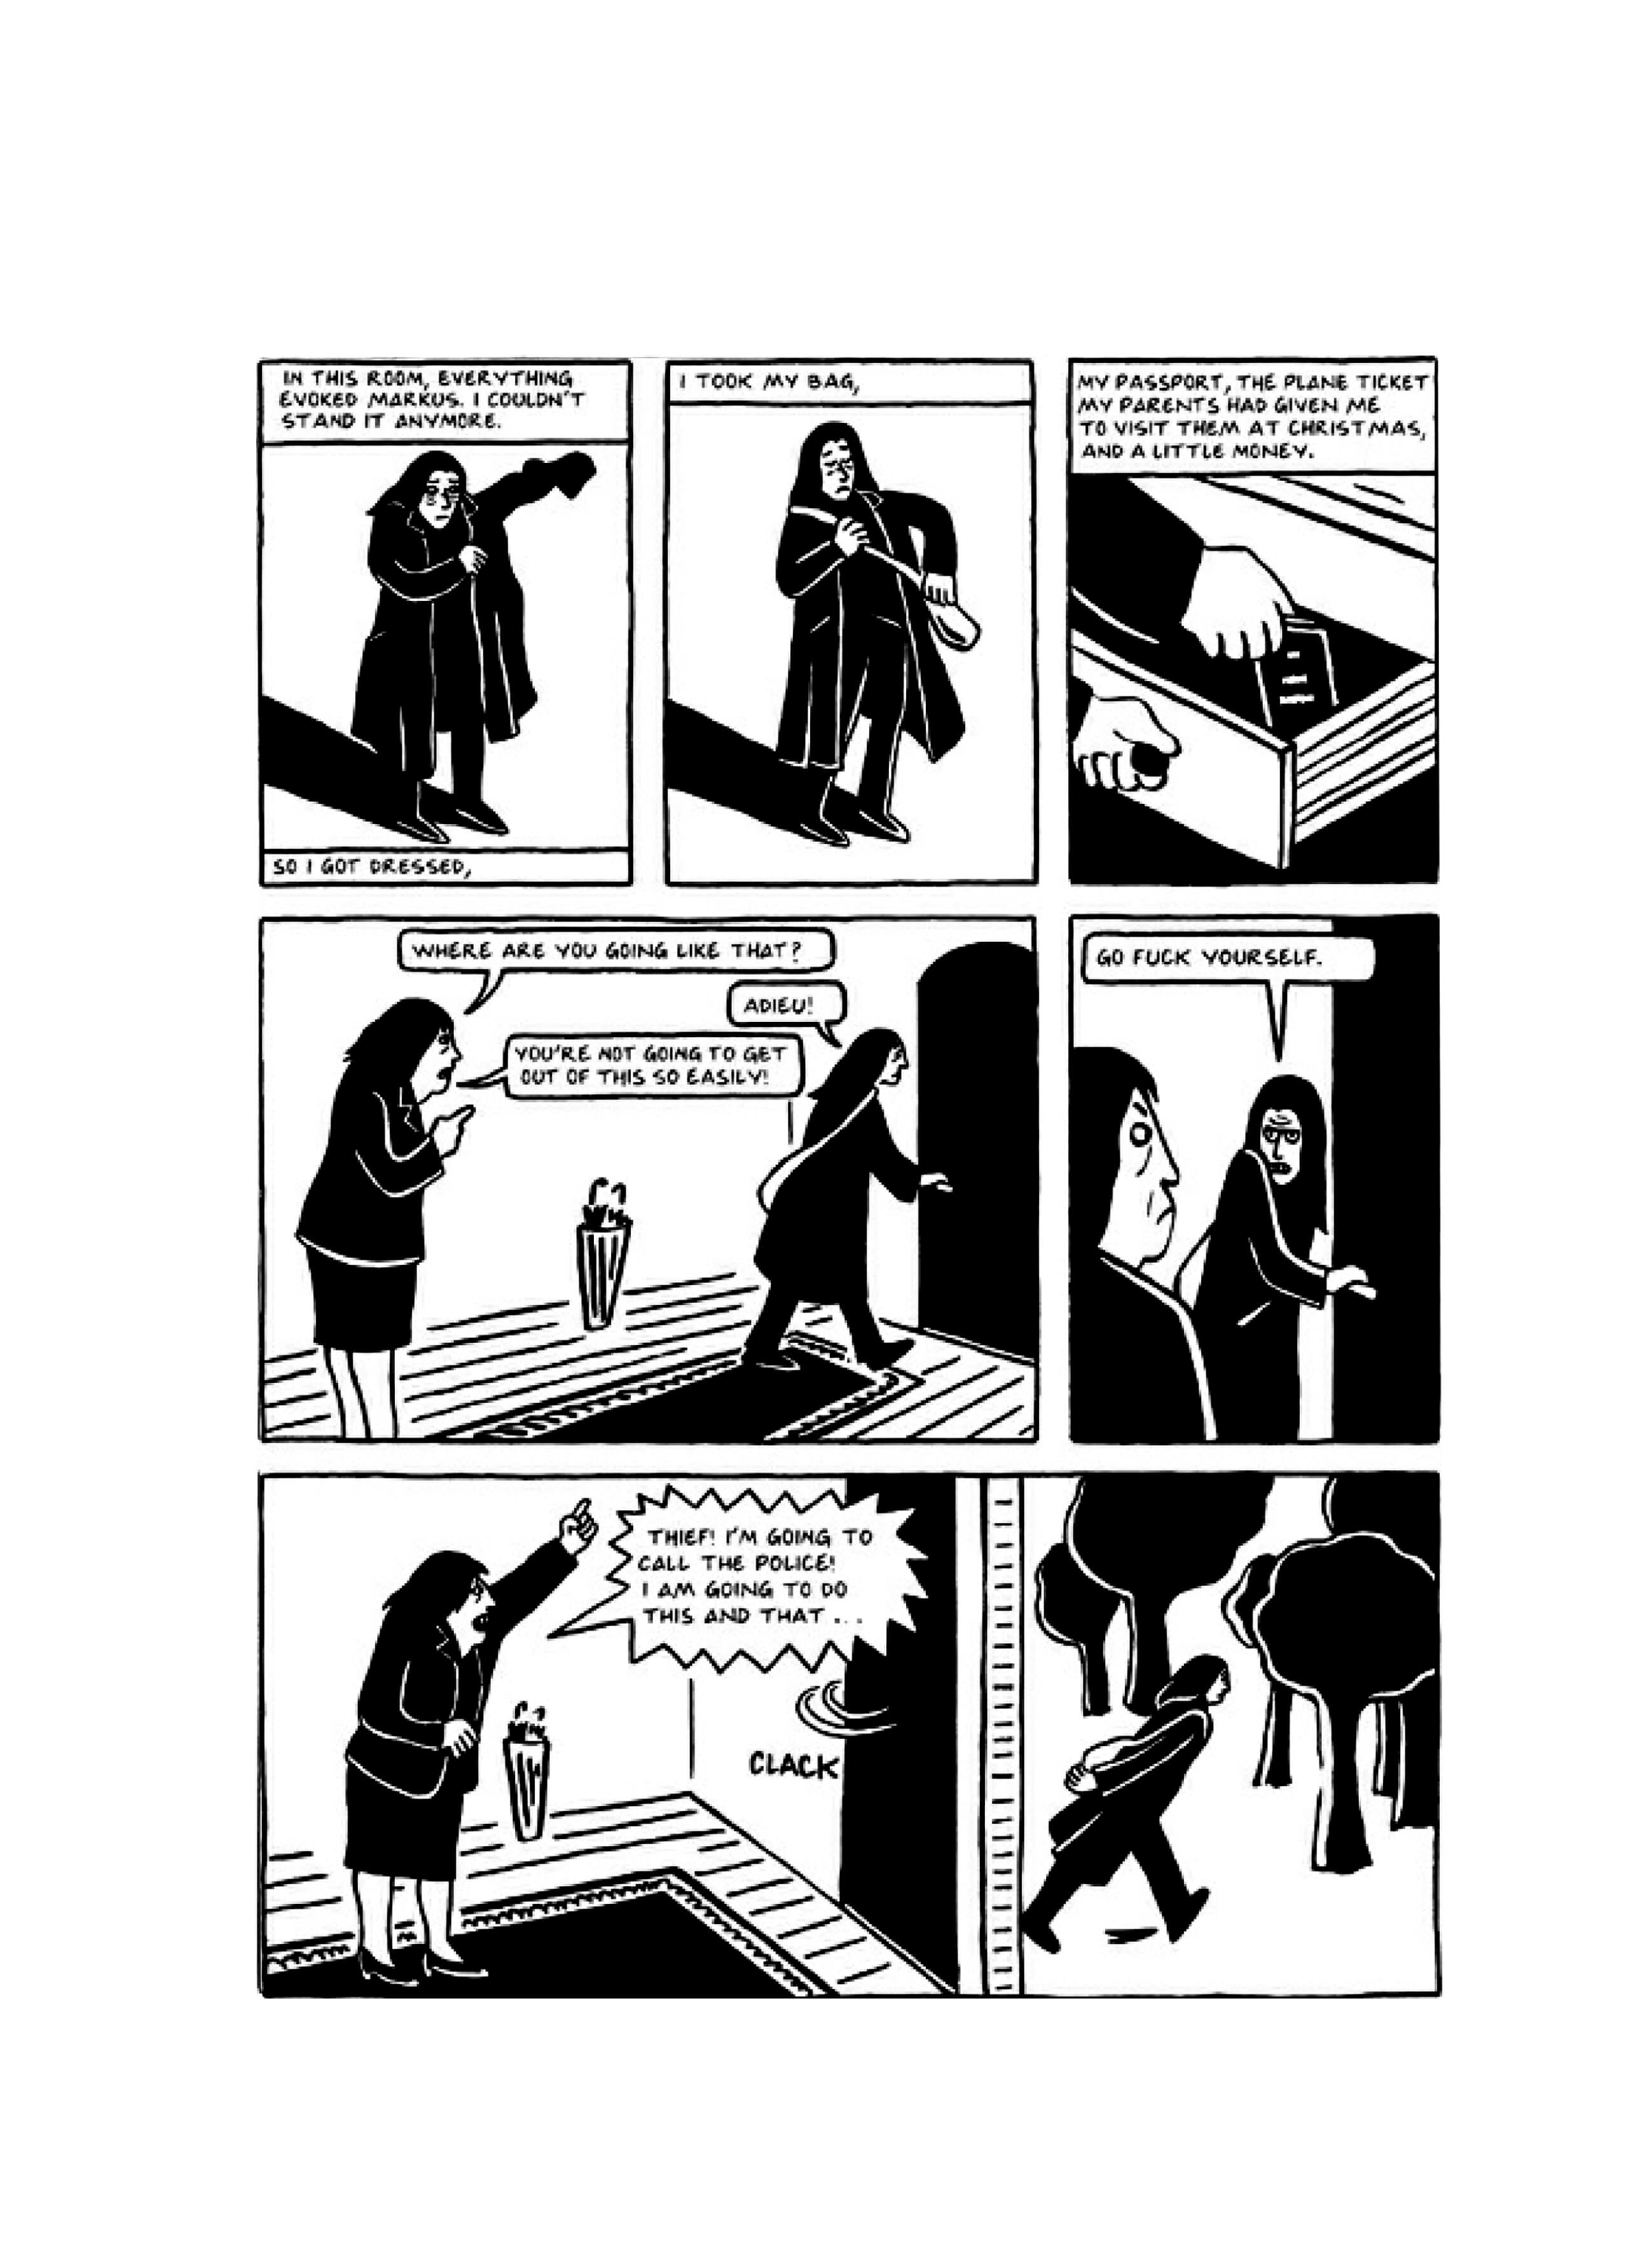 IN THIS ROOM, EVERYTHING
EVOKED MARKUS. I COULDN'T
STAND IT ANYMORE.
SO I GOT DRESSED,
I TOOK MY BAG,
MY PASSPORT, THE PLANE TICKET
MY PARENTS HAD GIVEN ME
TO VISIT THEM AT CHRISTMAS,
AND A LITTLE MONEY.
WHERE ARE YOU GOING LIKE THAT?
ADIEU!
YOU'RE NOT GOING TO GET
OUT OF THIS SO EASILY!
GO FUCK YOURSELF.
THIEF! I'M GOING TO
CALL THE POLICE!
I AM GOING TO DO
THIS AND THAT ...
CLACK